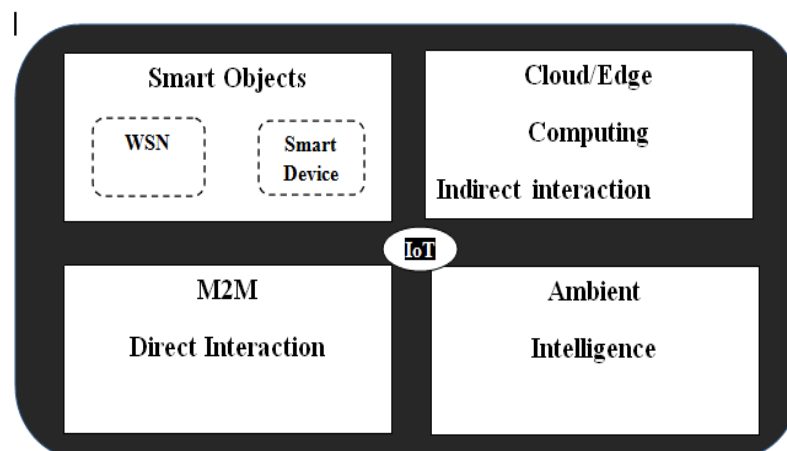 Smart Objects
WSN
Smart
Device
Cloud/Edge
Computing
Indirect interaction
IoT
M2M
Direct Interaction
Ambient
Intelligence